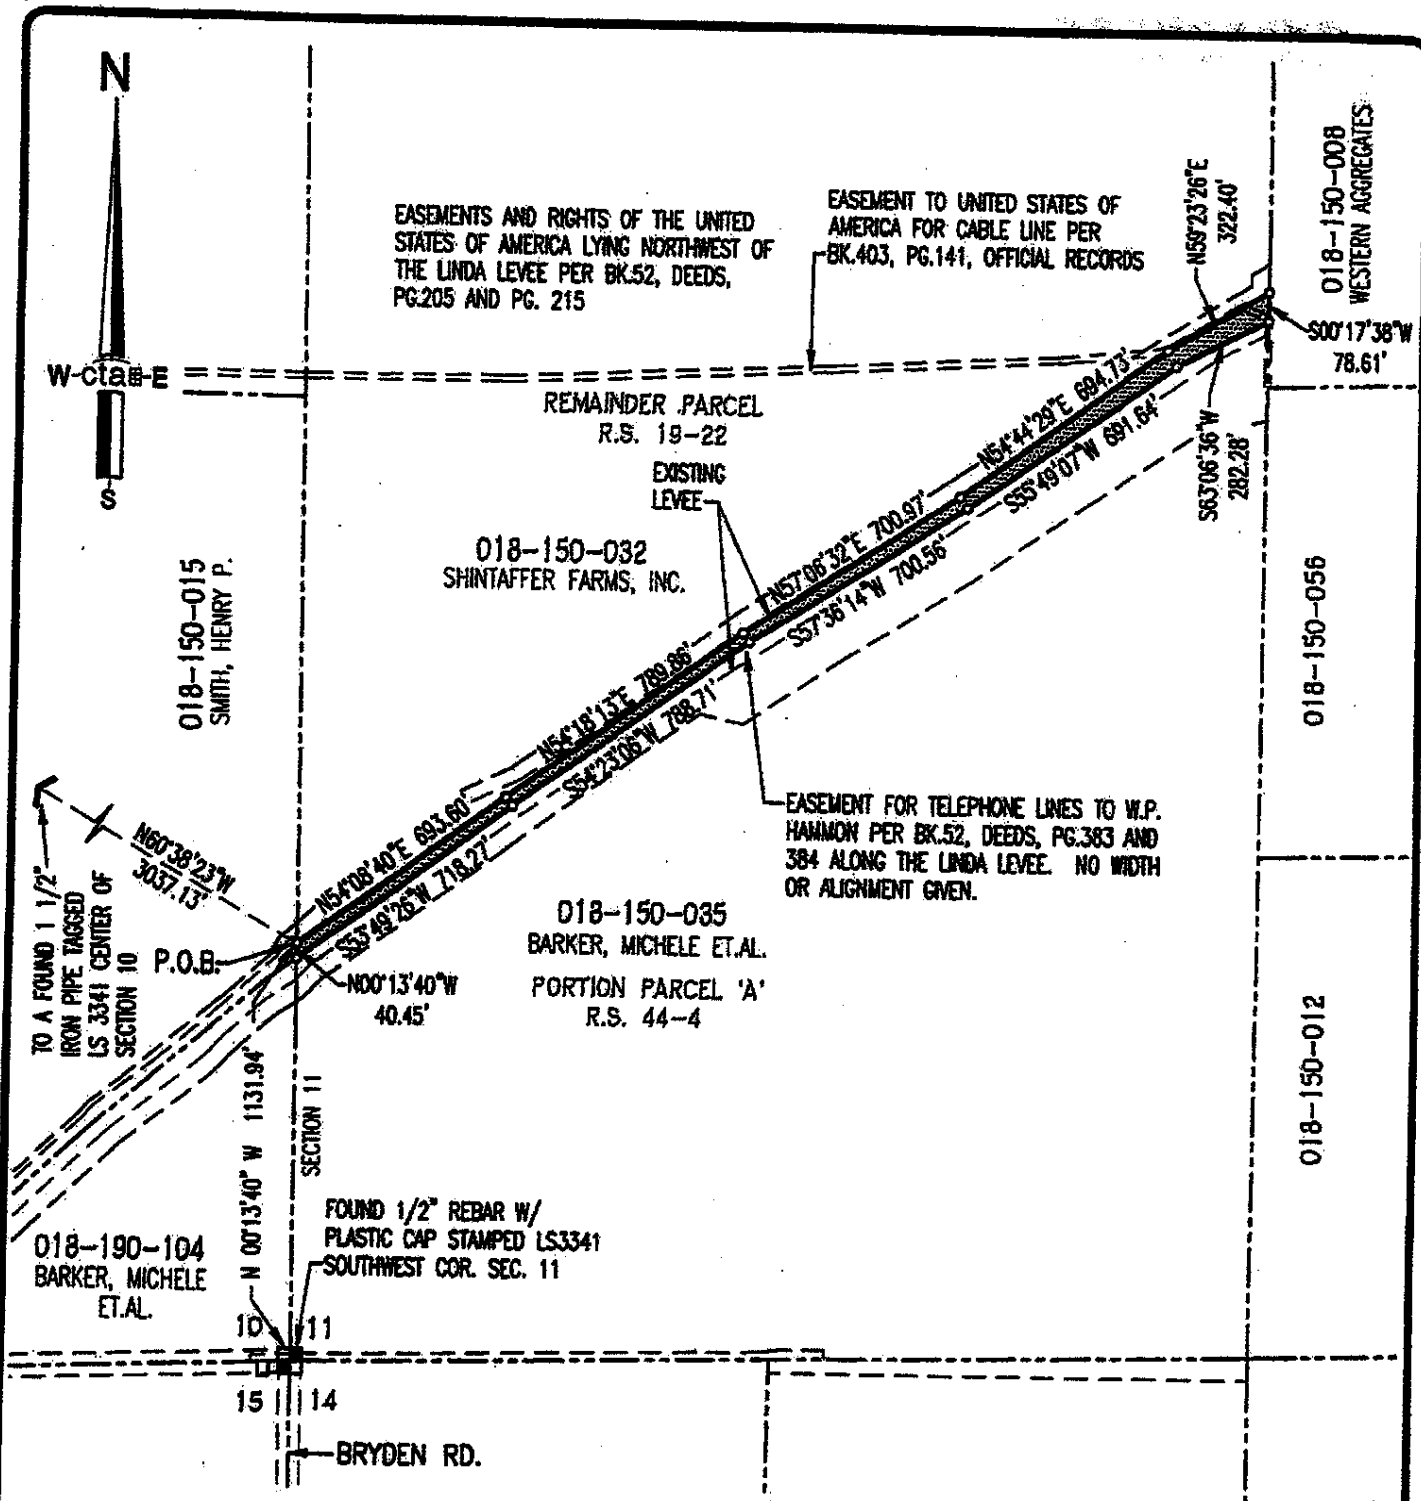 N
W-cta-E
S
EASEMENTS AND RIGHTS OF THE UNITED
STATES OF AMERICA LYING NORTHWEST OF
THE LINDA LEVEE PER BK.52, DEEDS,
PG.205 AND PG. 215
EASEMENT TO UNITED STATES OF
AMERICA FOR CABLE LINE PER
BK.403, PG.141, OFFICIAL RECORDS
N59°23'26"E
322.40'
018-150-008
WESTERN AGGREGATES
S00°17'38"W
78.61'
REMAINDER PARCEL
R.S. 19-22
EXISTING
LEVEE
N54°44'29"E 694.73'
S55°49'07"W 691.64'
S63°06'36"W
282.28'
018-150-032
SHINTAFFER FARMS, INC.
N57°06'32"E 700.97'
S57°36'14"W 700.56'
018-150-015
SMITH, HENRY P.
018-150-056
N54°18'13"E 789.86'
S54°23'06"W 788.71'
EASEMENT FOR TELEPHONE LINES TO W.P.
HAMMON PER BK.52, DEEDS, PG.383 AND
384 ALONG THE LINDA LEVEE. NO WIDTH
OR ALIGNMENT GIVEN.
N60°38'23"W
3037.13'
N54°08'40"E 693.60'
S53°49'26"W 718.27'
TO A FOUND 1 1/2"
IRON PIPE TAGGED
LS 3341 CENTER OF
SECTION 10
P.O.B.
N00°13'40"W
40.45'
018-150-035
BARKER, MICHELE ET.AL.
PORTION PARCEL 'A'
R.S. 44-4
018-150-012
N 00°13'40" W 1131.94'
SECTION 11
FOUND 1/2" REBAR W/
PLASTIC CAP STAMPED LS3341
SOUTHWEST COR. SEC. 11
018-190-104
BARKER, MICHELE
ET.AL.
10
11
15
14
BRYDEN RD.